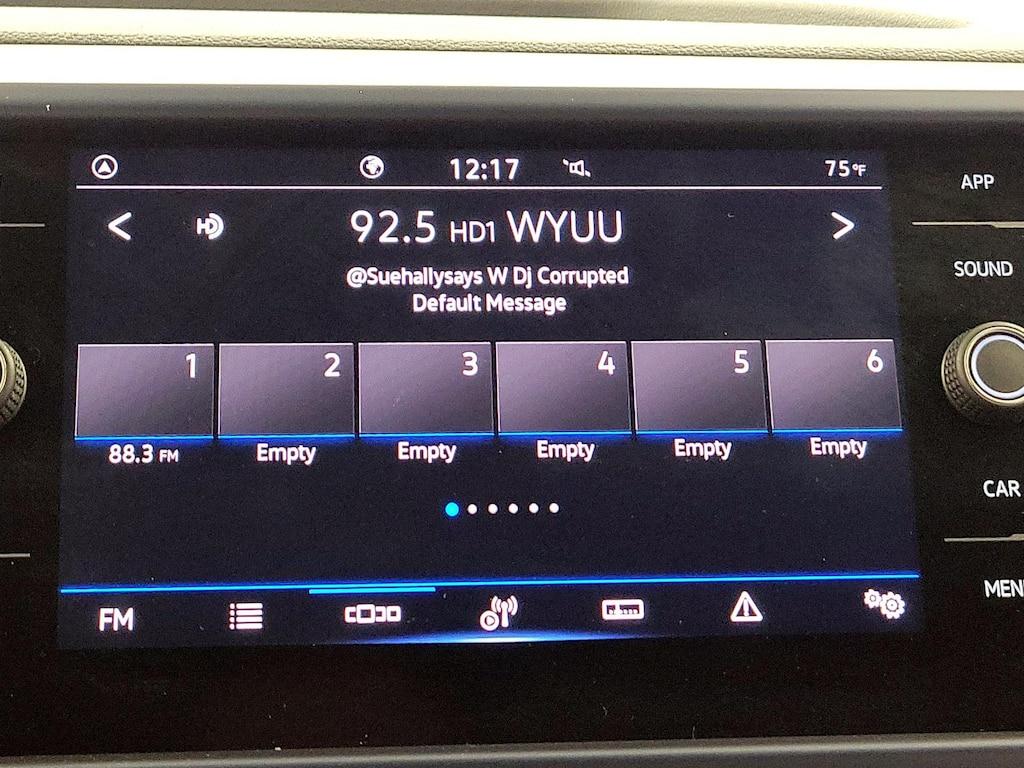 12:17
75°F
< HD 92.5 HD1 WYUU >
@Suehallysays W Dj Corrupted
Default Message
1 2 3 4 5 6
88.3 FM Empty Empty Empty Empty Empty
FM
APP
SOUND
CAR
MEN